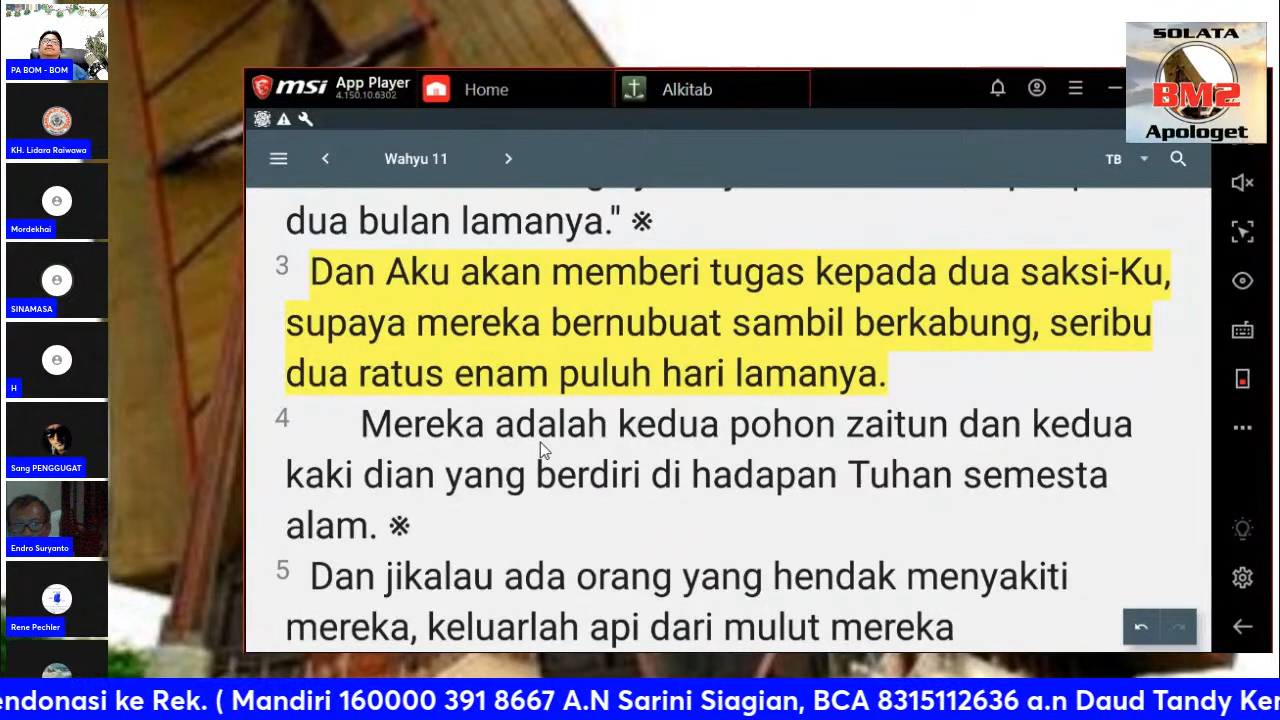 PA BOM - BOM
KH. Lidara Raiwawa
Mordekhai
SINAMASA
H
Sang PENGGUGAT
Endro Suryanto
Rene Pechler
msi App Player
4.150.10.6302
Home
Alkitab
SOLATA
BM2
Apologet
Wahyu 11
TB
dua bulan lamanya." ※
3 Dan Aku akan memberi tugas kepada dua saksi-Ku,
supaya mereka bernubuat sambil berkabung, seribu
dua ratus enam puluh hari lamanya.
4 Mereka adalah kedua pohon zaitun dan kedua
kaki dian yang berdiri di hadapan Tuhan semesta
alam. ※
5 Dan jikalau ada orang yang hendak menyakiti
mereka, keluarlah api dari mulut mereka
endonasi ke Rek. ( Mandiri 160000 391 8667 A.N Sarini Siagian, BCA 8315112636 a.n Daud Tandy Ker